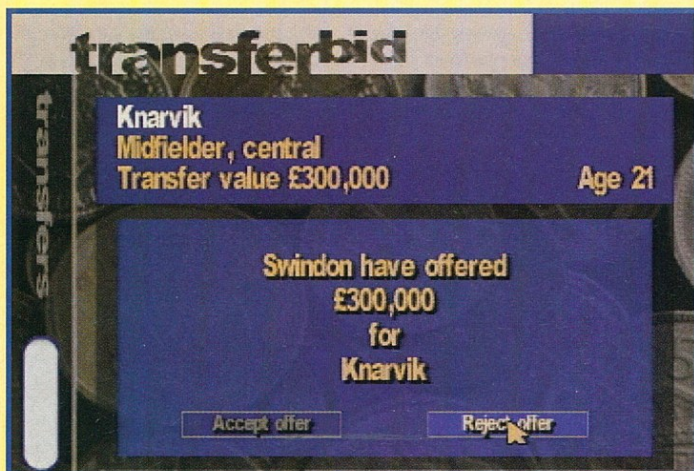 transferbid
transfers
Knarvik
Midfielder, central
Transfer value £300,000 Age 21
Swindon have offered
£300,000
for
Knarvik
Accept offer Reject offer